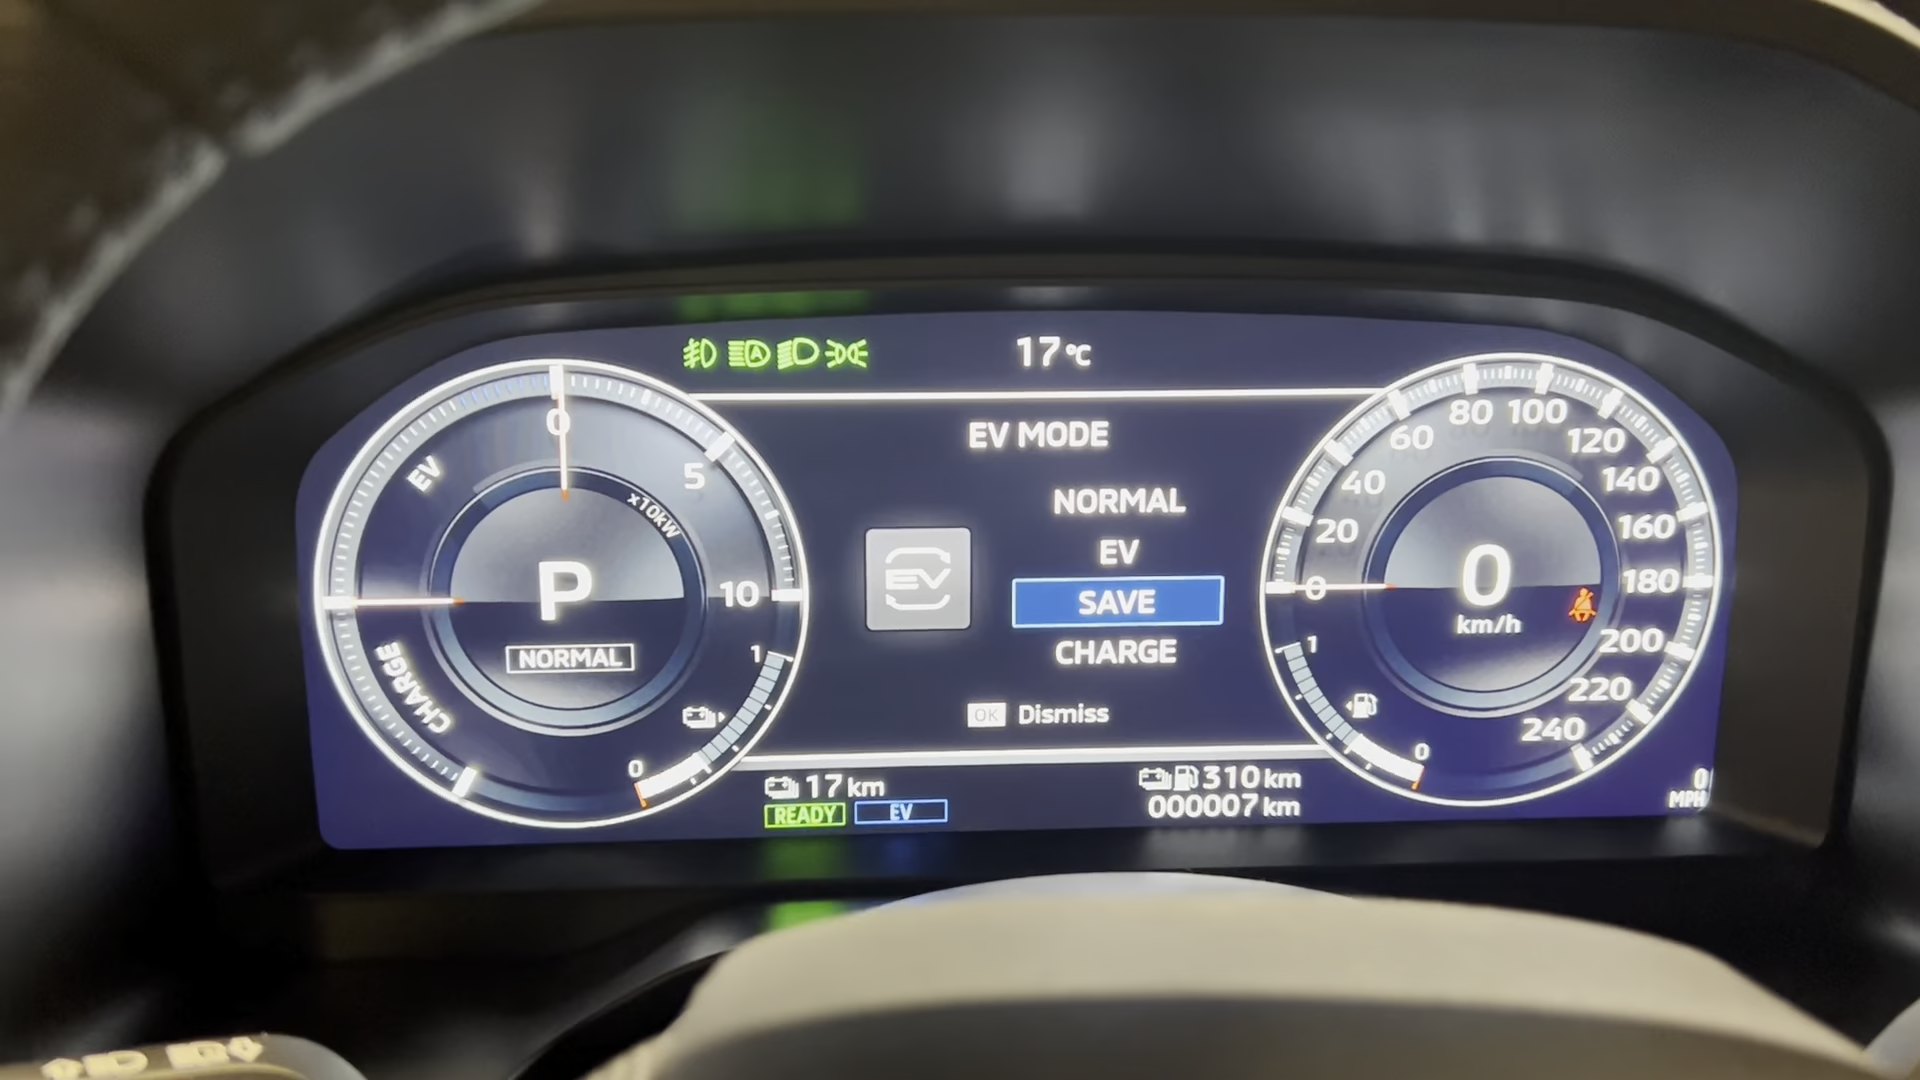 17°C
EV MODE
NORMAL
EV
SAVE
CHARGE
OK Dismiss
EV
0
5
10
x10kW
P
NORMAL
CHARGE
1
0
EV
0
20
40
60
80
100
120
140
160
180
200
220
240
0
km/h
1
0
17 km
READY
EV
310 km
000007 km
0
MPH